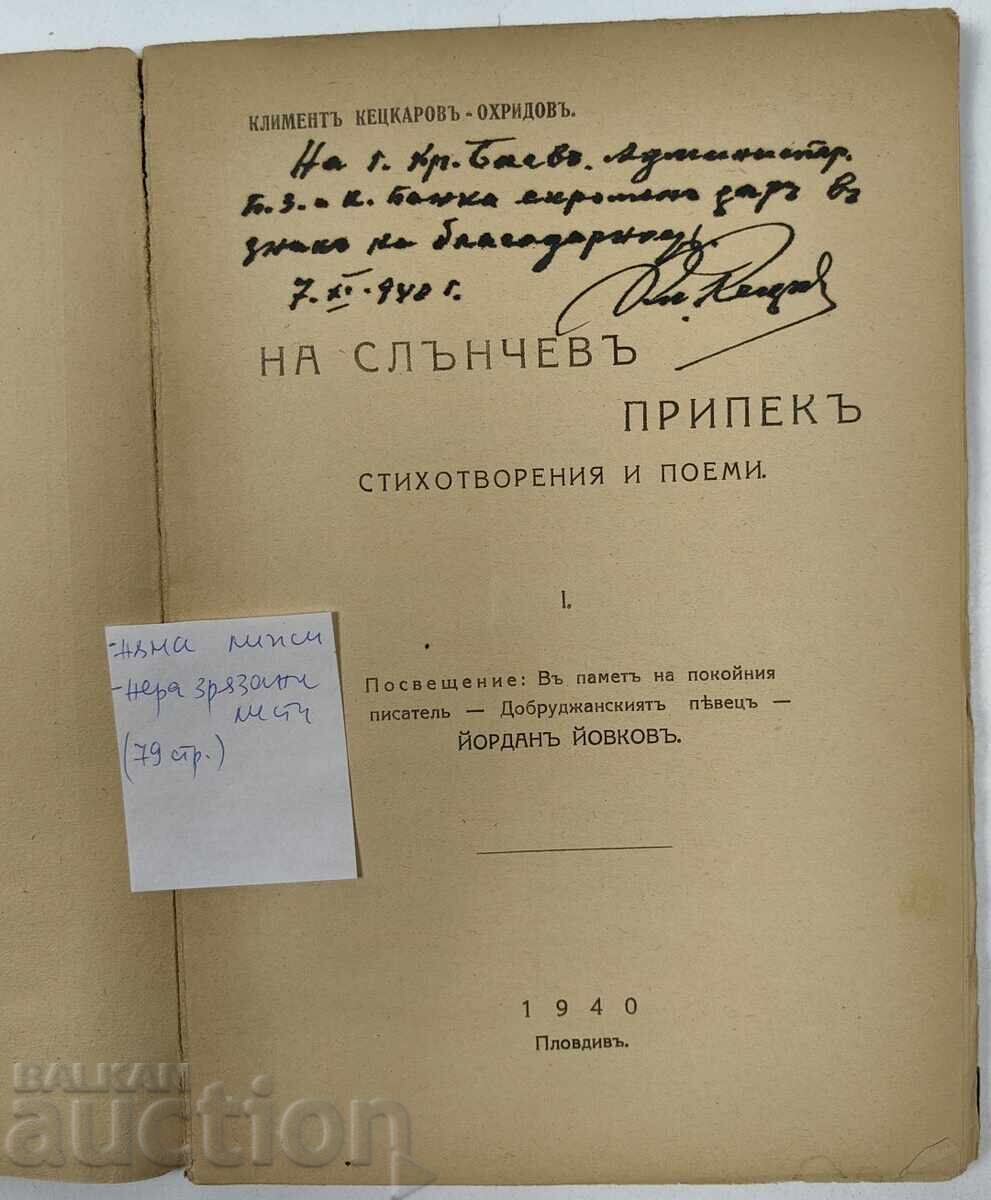 КЛИМЕНТЪ КЕЦКАРОВЪ-ОХРИДОВЪ.
На г. Кр. Баевъ. Администр.
Б. З. и К. Банка скроменъ даръ въ
знакъ на благодарность.
7. XI. 940 г.
Кл. Кецкаровъ
НА СЛЪНЧЕВЪ
ПРИПЕКЪ
СТИХОТВОРЕНИЯ И ПОЕМИ.
I.
- няма липси
- неразрязани
листи
(79 стр.)
Посвещение: Въ паметъ на покойния
писатель — Добруджанскиятъ пѣвецъ —
ЙОРДАНЪ ЙОВКОВЪ.
1940
Пловдивъ.
BALKAN
auction